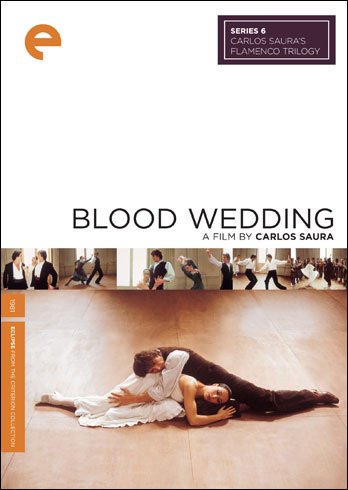 e
SERIES 6
CARLOS SAURA'S
FLAMENCO TRILOGY
BLOOD WEDDING
A FILM BY CARLOS SAURA
1981
ECLIPSE FROM THE CRITERION COLLECTION